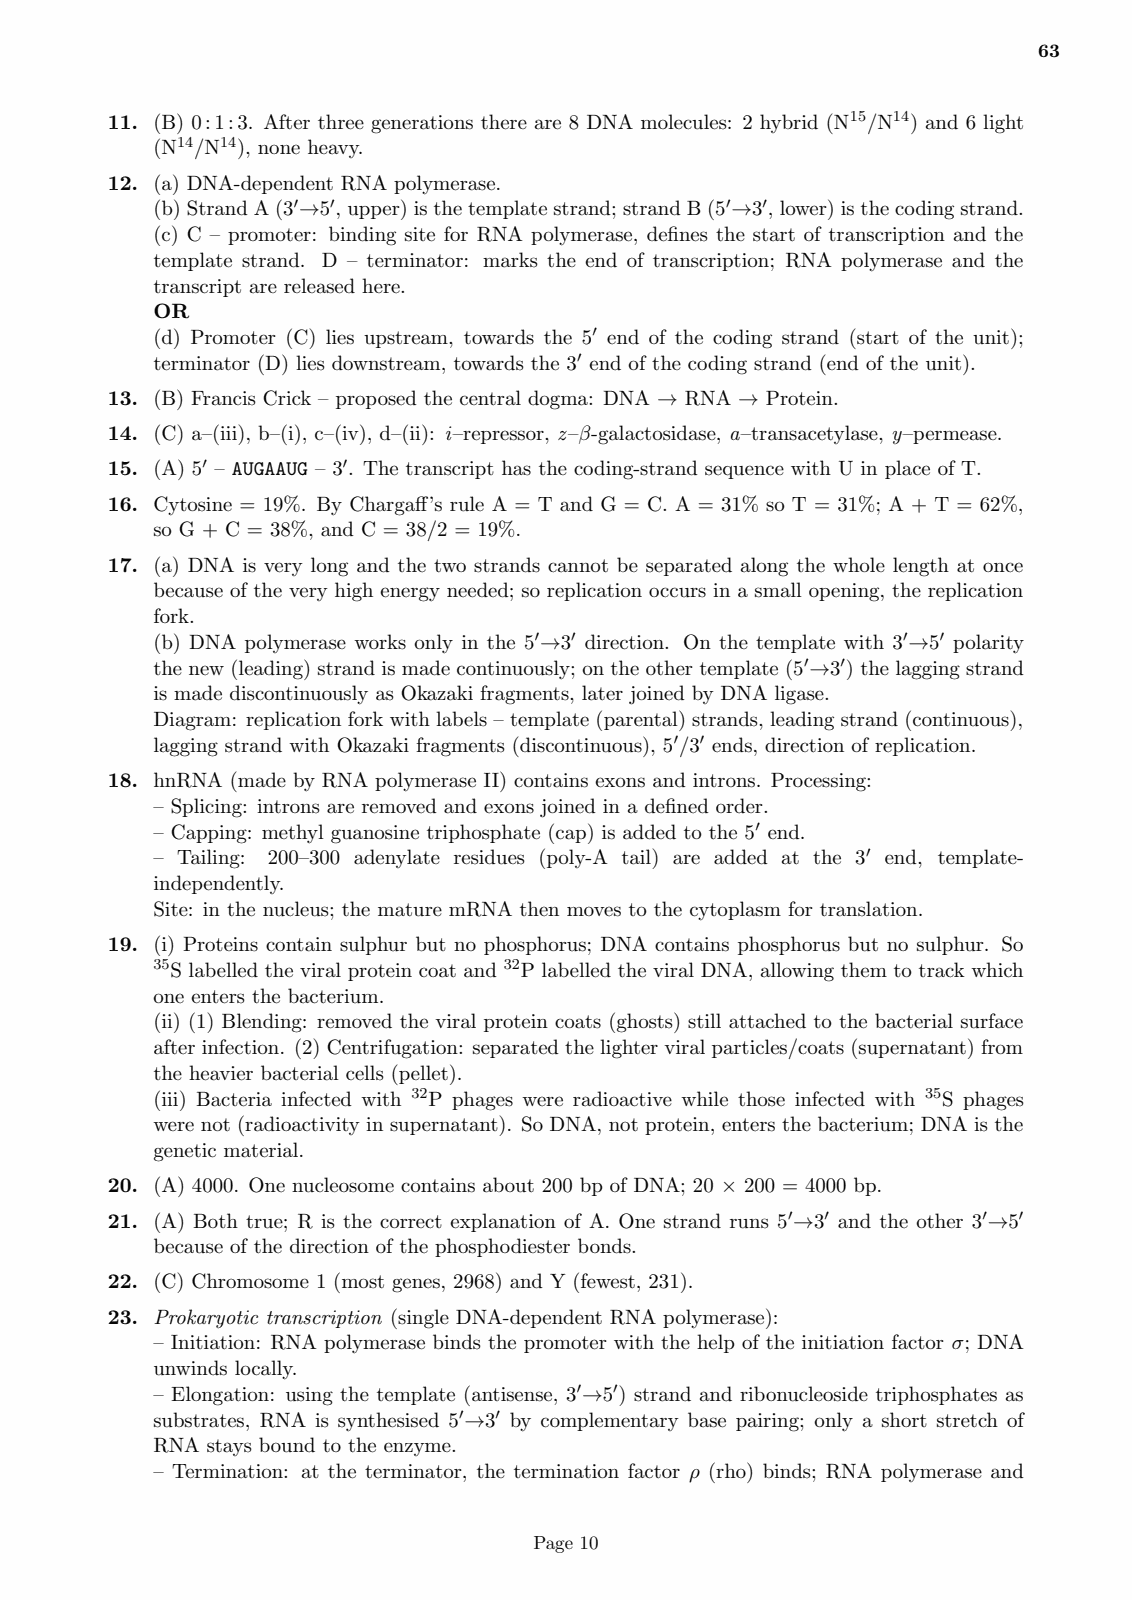 63
11. (B) 0 : 1 : 3. After three generations there are 8 DNA molecules: 2 hybrid (N¹⁵/N¹⁴) and 6 light
(N¹⁴/N¹⁴), none heavy.
12. (a) DNA-dependent RNA polymerase.
(b) Strand A (3′→5′, upper) is the template strand; strand B (5′→3′, lower) is the coding strand.
(c) C – promoter: binding site for RNA polymerase, defines the start of transcription and the
template strand. D – terminator: marks the end of transcription; RNA polymerase and the
transcript are released here.
OR
(d) Promoter (C) lies upstream, towards the 5′ end of the coding strand (start of the unit);
terminator (D) lies downstream, towards the 3′ end of the coding strand (end of the unit).
13. (B) Francis Crick – proposed the central dogma: DNA → RNA → Protein.
14. (C) a–(iii), b–(i), c–(iv), d–(ii): i–repressor, z–β-galactosidase, a–transacetylase, y–permease.
15. (A) 5′ – AUGAAUG – 3′. The transcript has the coding-strand sequence with U in place of T.
16. Cytosine = 19%. By Chargaff's rule A = T and G = C. A = 31% so T = 31%; A + T = 62%,
so G + C = 38%, and C = 38/2 = 19%.
17. (a) DNA is very long and the two strands cannot be separated along the whole length at once
because of the very high energy needed; so replication occurs in a small opening, the replication
fork.
(b) DNA polymerase works only in the 5′→3′ direction. On the template with 3′→5′ polarity
the new (leading) strand is made continuously; on the other template (5′→3′) the lagging strand
is made discontinuously as Okazaki fragments, later joined by DNA ligase.
Diagram: replication fork with labels – template (parental) strands, leading strand (continuous),
lagging strand with Okazaki fragments (discontinuous), 5′/3′ ends, direction of replication.
18. hnRNA (made by RNA polymerase II) contains exons and introns. Processing:
– Splicing: introns are removed and exons joined in a defined order.
– Capping: methyl guanosine triphosphate (cap) is added to the 5′ end.
– Tailing: 200–300 adenylate residues (poly-A tail) are added at the 3′ end, template-
independently.
Site: in the nucleus; the mature mRNA then moves to the cytoplasm for translation.
19. (i) Proteins contain sulphur but no phosphorus; DNA contains phosphorus but no sulphur. So
³⁵S labelled the viral protein coat and ³²P labelled the viral DNA, allowing them to track which
one enters the bacterium.
(ii) (1) Blending: removed the viral protein coats (ghosts) still attached to the bacterial surface
after infection. (2) Centrifugation: separated the lighter viral particles/coats (supernatant) from
the heavier bacterial cells (pellet).
(iii) Bacteria infected with ³²P phages were radioactive while those infected with ³⁵S phages
were not (radioactivity in supernatant). So DNA, not protein, enters the bacterium; DNA is the
genetic material.
20. (A) 4000. One nucleosome contains about 200 bp of DNA; 20 × 200 = 4000 bp.
21. (A) Both true; R is the correct explanation of A. One strand runs 5′→3′ and the other 3′→5′
because of the direction of the phosphodiester bonds.
22. (C) Chromosome 1 (most genes, 2968) and Y (fewest, 231).
23. Prokaryotic transcription (single DNA-dependent RNA polymerase):
– Initiation: RNA polymerase binds the promoter with the help of the initiation factor σ; DNA
unwinds locally.
– Elongation: using the template (antisense, 3′→5′) strand and ribonucleoside triphosphates as
substrates, RNA is synthesised 5′→3′ by complementary base pairing; only a short stretch of
RNA stays bound to the enzyme.
– Termination: at the terminator, the termination factor ρ (rho) binds; RNA polymerase and
Page 10